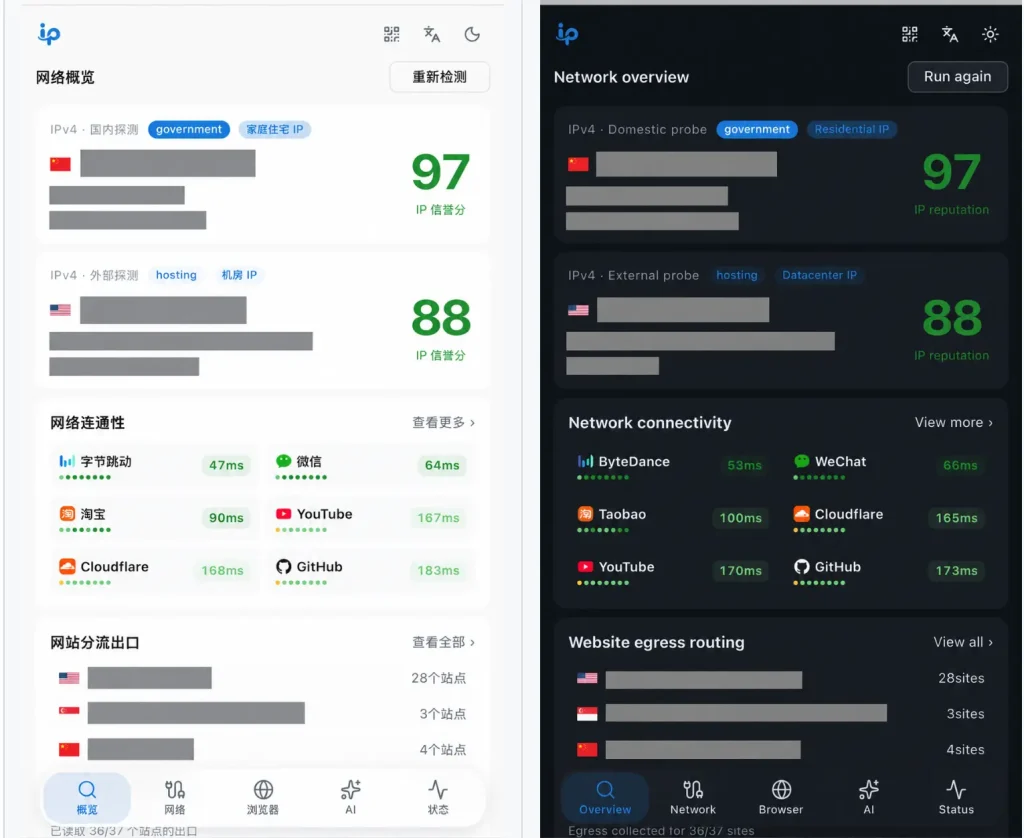 ip
网络概览
重新检测
IPv4 · 国内探测 government 家庭住宅 IP
97
IP 信誉分
IPv4 · 外部探测 hosting 机房 IP
88
IP 信誉分
网络连通性 查看更多 ›
字节跳动 47ms 微信 64ms
淘宝 90ms YouTube 167ms
Cloudflare 168ms GitHub 183ms
网站分流出口 查看全部 ›
28个站点
3个站点
4个站点
概览 网络 浏览器 AI 状态
已读取 36/37 个站点的出口
ip
Network overview
Run again
IPv4 · Domestic probe government Residential IP
97
IP reputation
IPv4 · External probe hosting Datacenter IP
88
IP reputation
Network connectivity View more ›
ByteDance 53ms WeChat 66ms
Taobao 100ms Cloudflare 165ms
YouTube 170ms GitHub 173ms
Website egress routing View all ›
28sites
3sites
4sites
Overview Network Browser AI Status
Egress collected for 36/37 sites